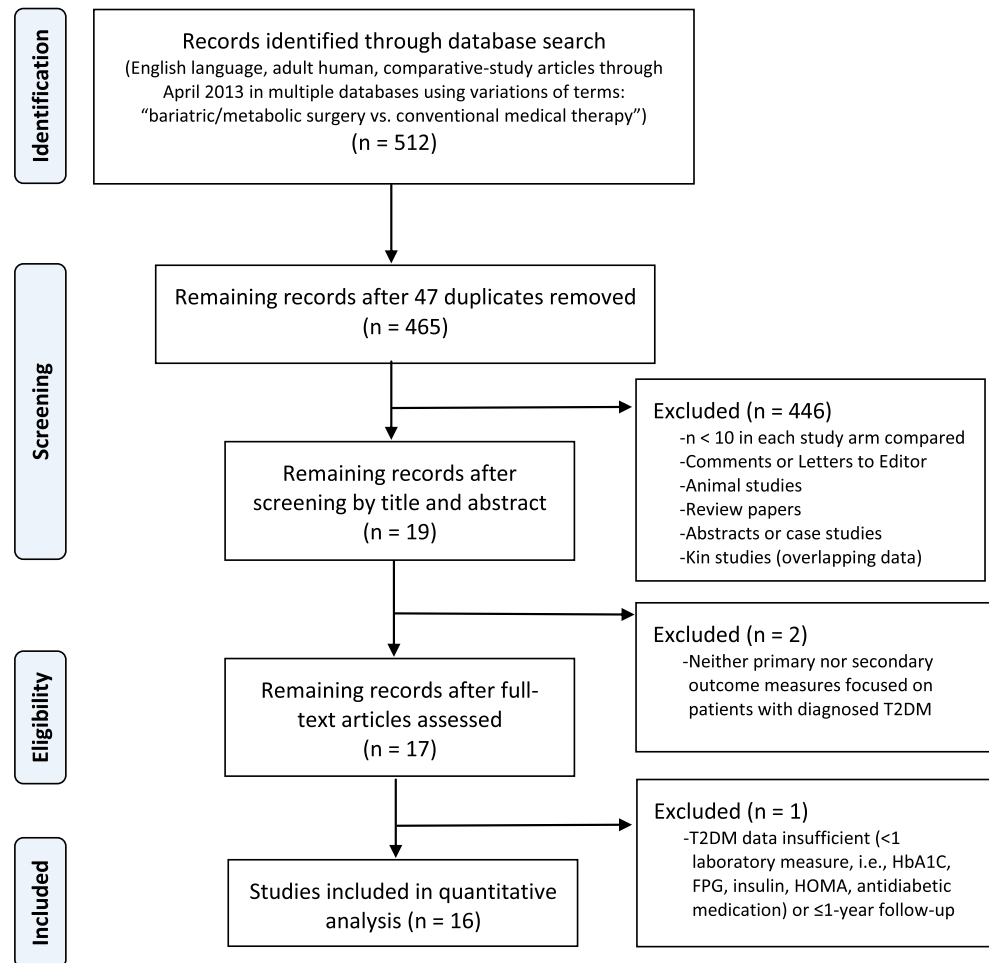 Identification
Records identified through database search
(English language, adult human, comparative-study articles through
April 2013 in multiple databases using variations of terms:
“bariatric/metabolic surgery vs. conventional medical therapy”)
(n = 512)
Screening
Remaining records after 47 duplicates removed
(n = 465)
Excluded (n = 446)
-n < 10 in each study arm compared
-Comments or Letters to Editor
-Animal studies
-Review papers
-Abstracts or case studies
-Kin studies (overlapping data)
Remaining records after
screening by title and abstract
(n = 19)
Excluded (n = 2)
-Neither primary nor secondary
outcome measures focused on
patients with diagnosed T2DM
Eligibility
Remaining records after full-
text articles assessed
(n = 17)
Excluded (n = 1)
-T2DM data insufficient (<1
laboratory measure, i.e., HbA1C,
FPG, insulin, HOMA, antidiabetic
medication) or ≤1-year follow-up
Included
Studies included in quantitative
analysis (n = 16)